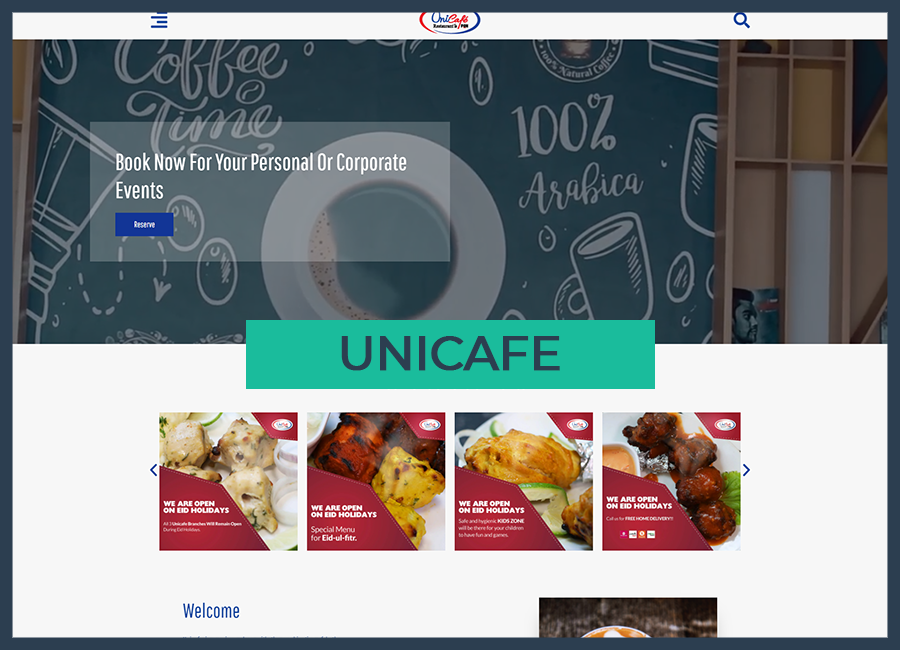 UniCafé
Restaurant &
Coffee
Time
100% Natural Coffee
100%
Arabica
Book Now For Your Personal Or Corporate
Events
Reserve
UNICAFE
WE ARE OPEN
ON EID HOLIDAYS
All 3 Unicafe Branches Will Remain Open
During Eid Holidays.
WE ARE OPEN
ON EID HOLIDAYS
Special Menu
for Eid-ul-fitr.
WE ARE OPEN
ON EID HOLIDAYS
Safe and hygienic KIDS ZONE
will be there for your children
to have fun and games.
WE ARE OPEN
ON EID HOLIDAYS
Call us for FREE HOME DELIVERY!!!
Welcome